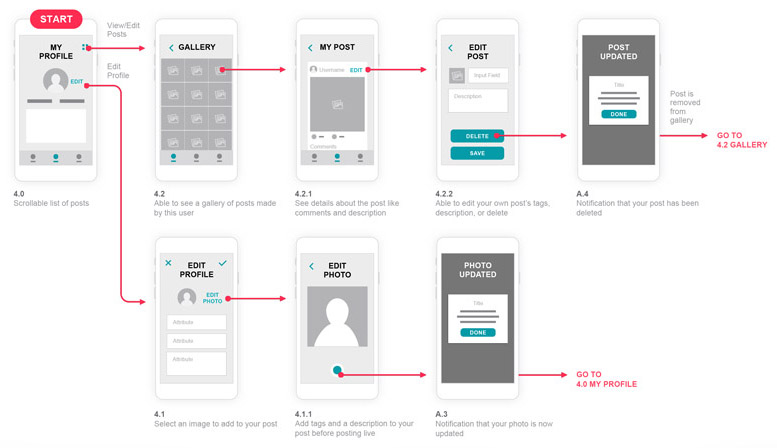 START
View/Edit
Posts
Edit
Profile
MY
PROFILE
EDIT
4.0
Scrollable list of posts
GALLERY
4.2
Able to see a gallery of posts made
by this user
MY POST
Username EDIT
Comments
4.2.1
See details about the post like
comments and description
EDIT
POST
Input Field
Description
DELETE
SAVE
4.2.2
Able to edit your own post's tags,
description, or delete
POST
UPDATED
Title
DONE
A.4
Notification that your post has been
deleted
Post is
removed
from
gallery
GO TO
4.2 GALLERY
EDIT
PROFILE
EDIT
PHOTO
Attribute
Attribute
Attribute
4.1
Select an image to add to your post
EDIT
PHOTO
4.1.1
Add tags and a description to your
post before posting live
PHOTO
UPDATED
Title
DONE
A.3
Notification that your photo is now
updated
GO TO
4.0 MY PROFILE